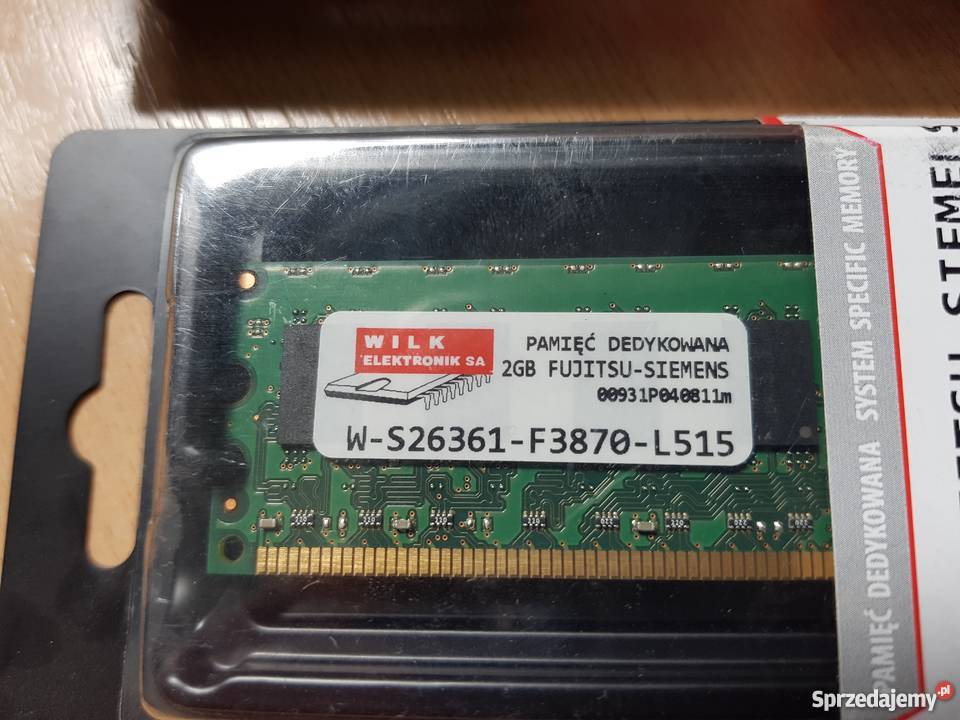 WILK
ELEKTRONIK SA
PAMIĘĆ DEDYKOWANA
2GB FUJITSU-SIEMENS
00931P040811m
W-S26361-F3870-L515
PAMIĘĆ DEDYKOWANA SYSTEM SPECIFIC MEMORY
SIEMENS
Sprzedajemy.pl